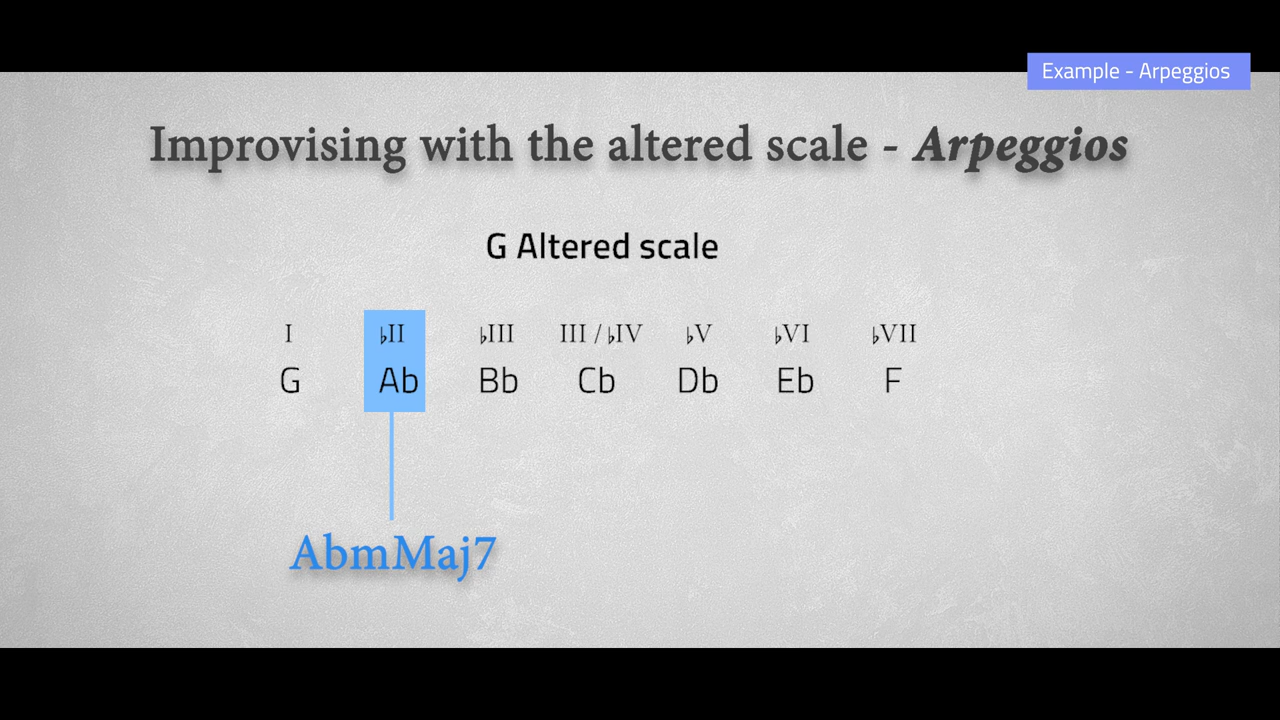 Example - Arpeggios
Improvising with the altered scale - Arpeggios
G Altered scale
I ♭II ♭III III / ♭IV ♭V ♭VI ♭VII
G Ab Bb Cb Db Eb F
AbmMaj7